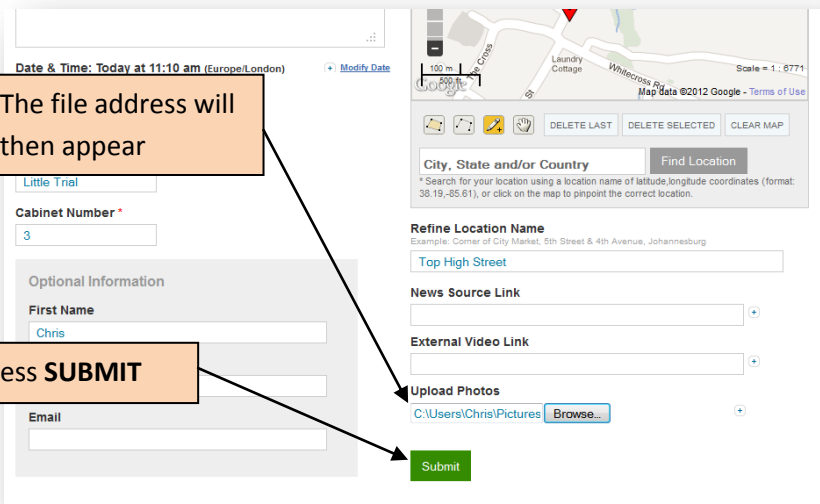 Date & Time: Today at 11:10 am (Europe/London)
Modify Date
The file address will
then appear
Little Trial
Cabinet Number *
3
Optional Information
First Name
Chris
ess SUBMIT
Email
The Cross
St
Laundry
Cottage
Whitecross Rd
100 m
500 ft
Google
Scale = 1 : 6771
Map data ©2012 Google - Terms of Use
DELETE LAST
DELETE SELECTED
CLEAR MAP
City, State and/or Country
Find Location
* Search for your location using a location name of latitude,longitude coordinates (format:
38.19,-85.61), or click on the map to pinpoint the correct location.
Refine Location Name
Example: Corner of City Market, 5th Street & 4th Avenue, Johannesburg
Top High Street
News Source Link
External Video Link
Upload Photos
C:\Users\Chris\Pictures
Browse...
Submit